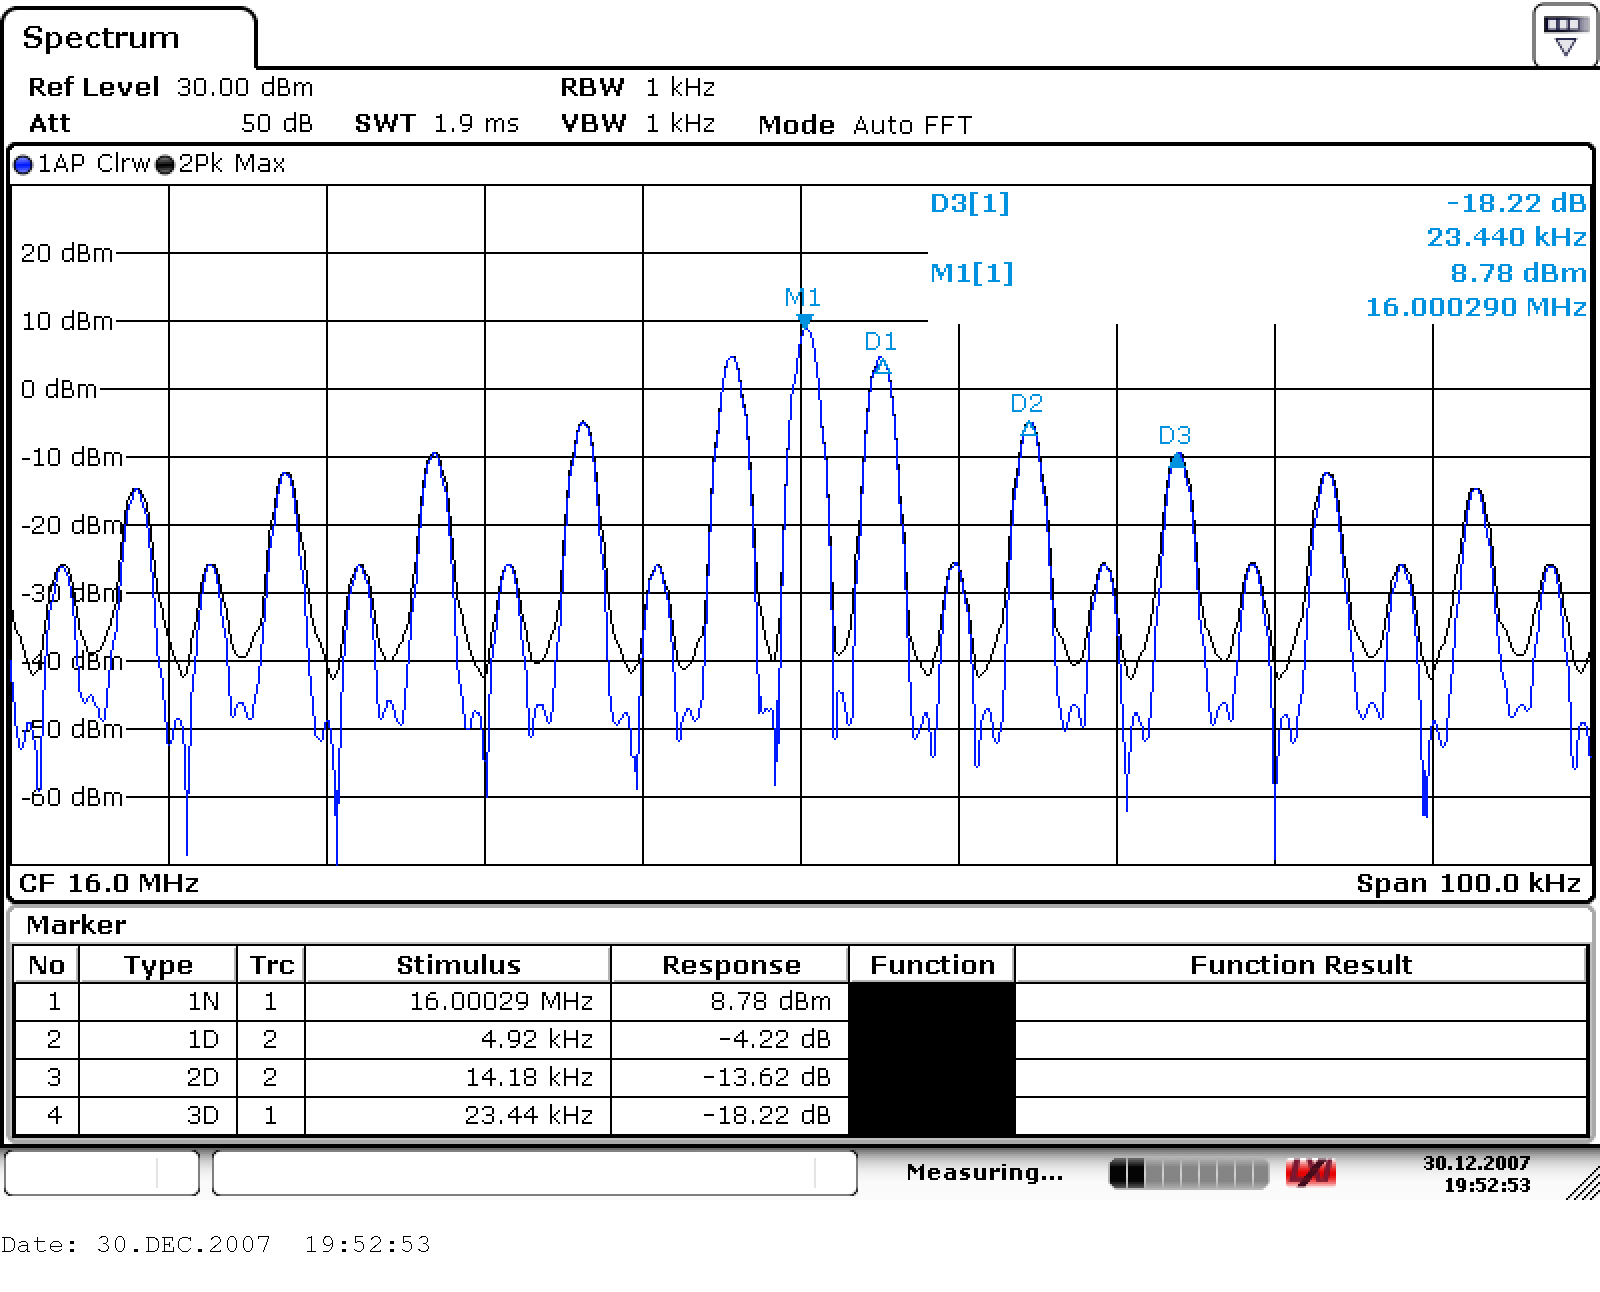 Spectrum
Ref Level 30.00 dBm RBW 1 kHz
Att 50 dB SWT 1.9 ms VBW 1 kHz Mode Auto FFT
1AP Clrw 2Pk Max
D3[1] -18.22 dB
23.440 kHz
M1[1] 8.78 dBm
16.000290 MHz
20 dBm
M1
10 dBm
D1
0 dBm
D2
D3
-10 dBm
-20 dBm
-30 dBm
-40 dBm
-50 dBm
-60 dBm
CF 16.0 MHz Span 100.0 kHz
Marker
No Type Trc Stimulus Response Function Function Result
1 1N 1 16.00029 MHz 8.78 dBm
2 1D 2 4.92 kHz -4.22 dB
3 2D 2 14.18 kHz -13.62 dB
4 3D 1 23.44 kHz -18.22 dB
Measuring... LXI 30.12.2007
19:52:53
Date: 30.DEC.2007 19:52:53